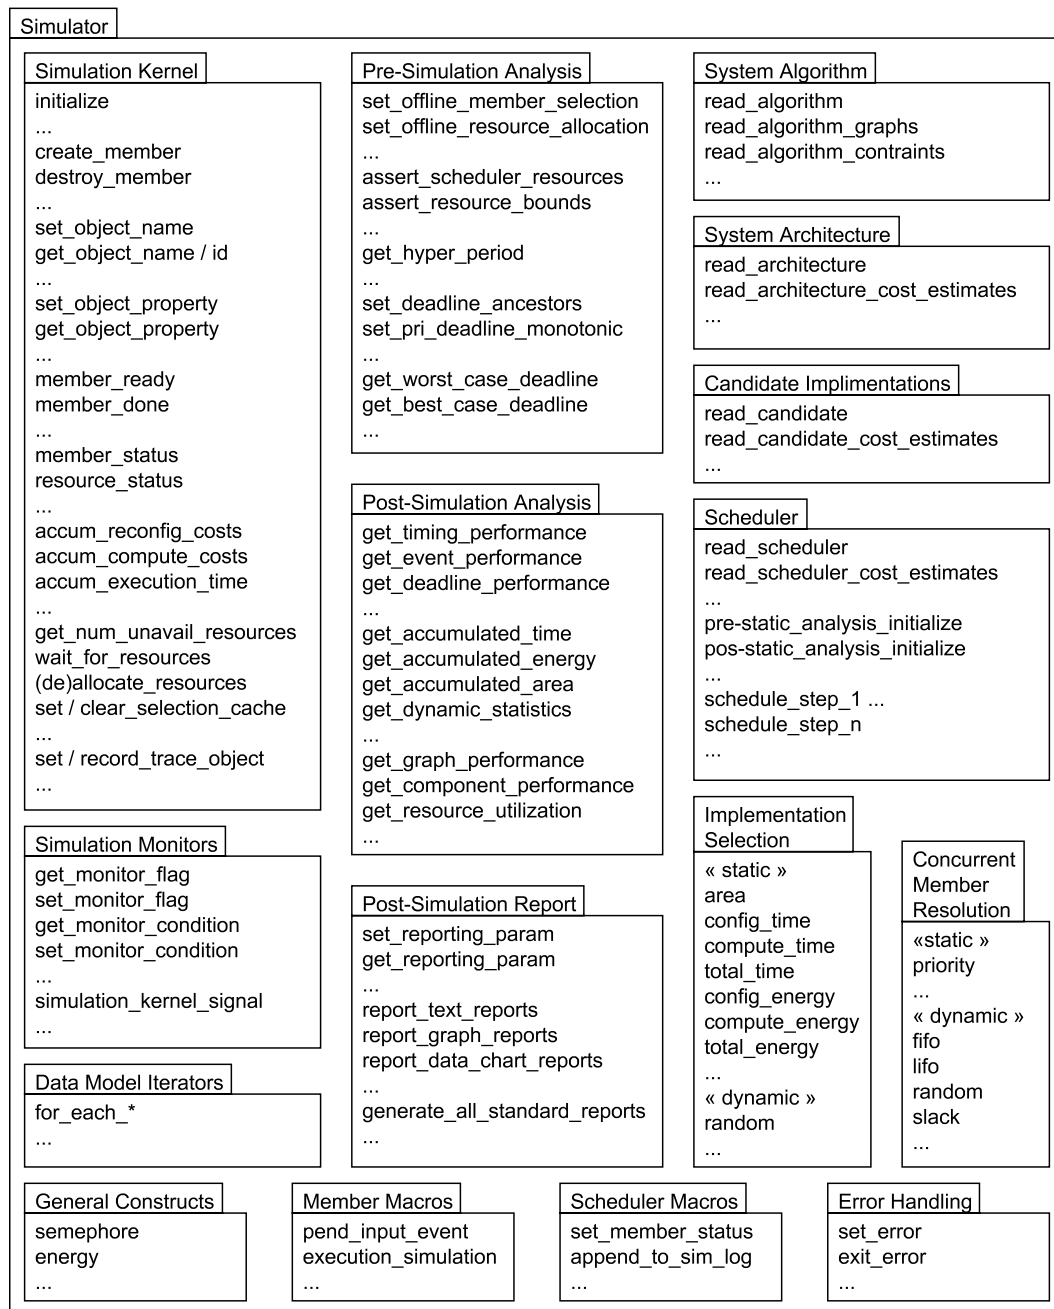 Simulator
Simulation Kernel
initialize
...
create_member
destroy_member
...
set_object_name
get_object_name / id
...
set_object_property
get_object_property
...
member_ready
member_done
...
member_status
resource_status
...
accum_reconfig_costs
accum_compute_costs
accum_execution_time
...
get_num_unavail_resources
wait_for_resources
(de)allocate_resources
set / clear_selection_cache
...
set / record_trace_object
...
Simulation Monitors
get_monitor_flag
set_monitor_flag
get_monitor_condition
set_monitor_condition
...
simulation_kernel_signal
...
Data Model Iterators
for_each_*
...
Pre-Simulation Analysis
set_offline_member_selection
set_offline_resource_allocation
...
assert_scheduler_resources
assert_resource_bounds
...
get_hyper_period
...
set_deadline_ancestors
set_pri_deadline_monotonic
...
get_worst_case_deadline
get_best_case_deadline
...
Post-Simulation Analysis
get_timing_performance
get_event_performance
get_deadline_performance
...
get_accumulated_time
get_accumulated_energy
get_accumulated_area
get_dynamic_statistics
...
get_graph_performance
get_component_performance
get_resource_utilization
...
Post-Simulation Report
set_reporting_param
get_reporting_param
...
report_text_reports
report_graph_reports
report_data_chart_reports
...
generate_all_standard_reports
...
System Algorithm
read_algorithm
read_algorithm_graphs
read_algorithm_contraints
...
System Architecture
read_architecture
read_architecture_cost_estimates
...
Candidate Implimentations
read_candidate
read_candidate_cost_estimates
...
Scheduler
read_scheduler
read_scheduler_cost_estimates
...
pre-static_analysis_initialize
pos-static_analysis_initialize
...
schedule_step_1 ...
schedule_step_n
...
Implementation
Selection
« static »
area
config_time
compute_time
total_time
config_energy
compute_energy
total_energy
...
« dynamic »
random
...
Concurrent
Member
Resolution
«static »
priority
...
« dynamic »
fifo
lifo
random
slack
...
General Constructs
semephore
energy
...
Member Macros
pend_input_event
execution_simulation
...
Scheduler Macros
set_member_status
append_to_sim_log
...
Error Handling
set_error
exit_error
...